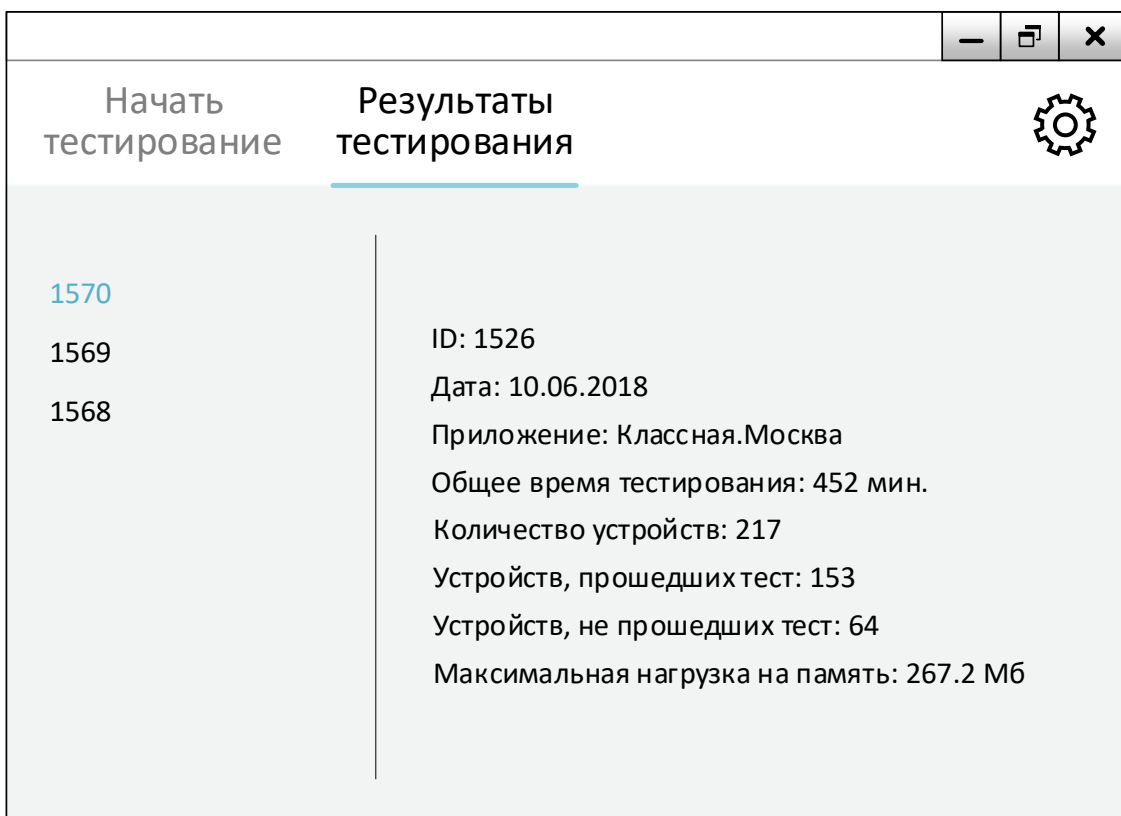 Начать
тестирование
Результаты
тестирования
1570
1569
1568
ID: 1526
Дата: 10.06.2018
Приложение: Классная.Москва
Общее время тестирования: 452 мин.
Количество устройств: 217
Устройств, прошедших тест: 153
Устройств, не прошедших тест: 64
Максимальная нагрузка на память: 267.2 Мб